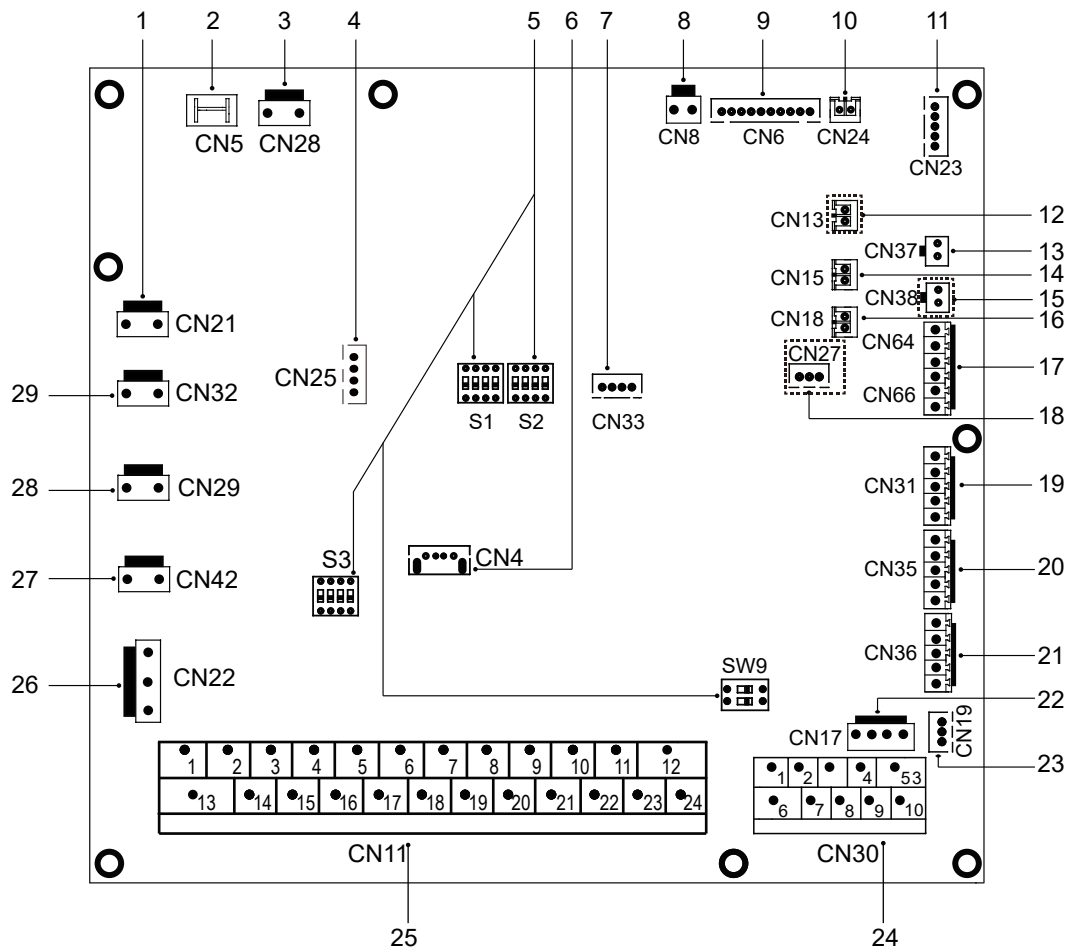 1 2 3 4 5 6 7 8 9 10 11
CN5 CN28 CN8 CN6 CN24
CN23
CN13 12
CN37 13
CN15 14
CN38 15
CN18 16
CN21 CN64
CN27
CN25 17
29 CN32 CN66
S1 S2 CN33 18
28 CN29 CN31 19
S3 CN4
27 CN42 CN35 20
CN36 21
26 CN22 SW9
22
CN17 CN19
23
1 2 3 4 5 6 7 8 9 10 11 12
1 2 4 53
13 14 15 16 17 18 19 20 21 22 23 24
6 7 8 9 10
CN11 CN30
25 24